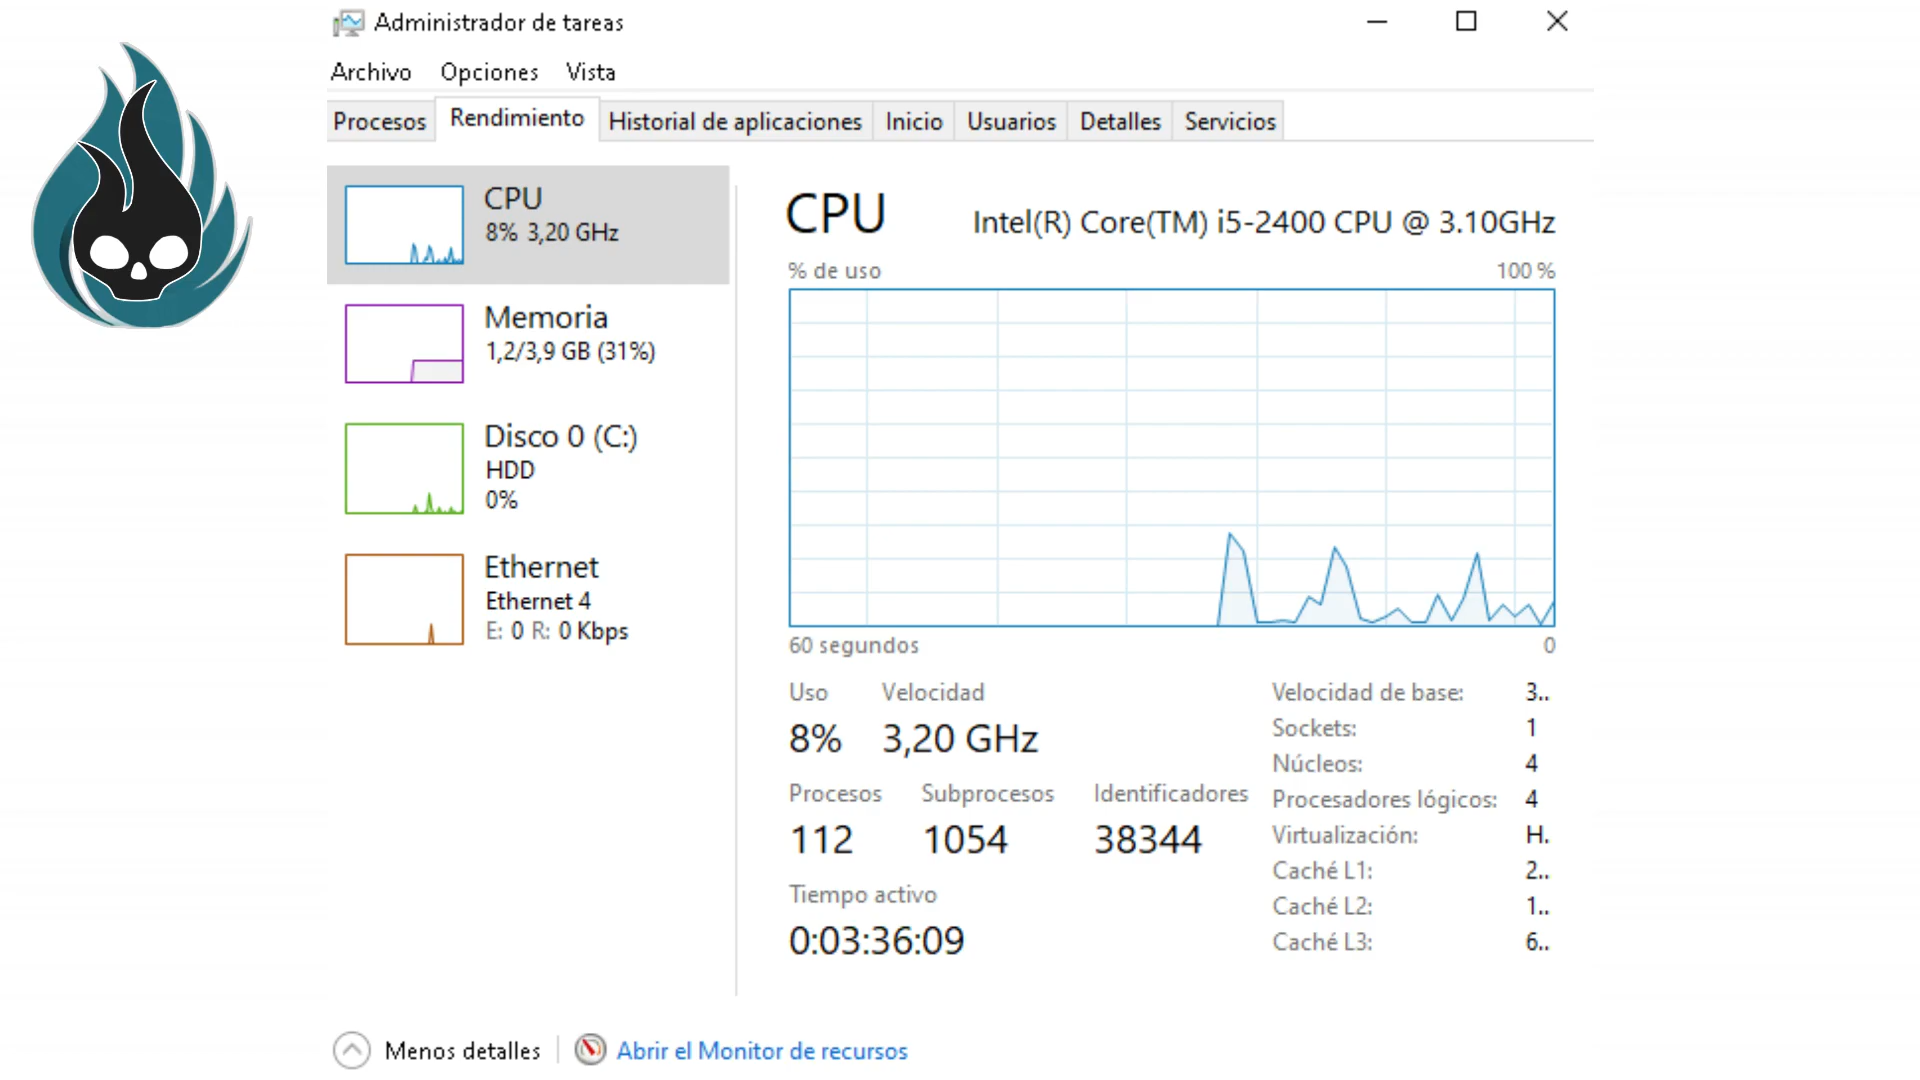 Administrador de tareas
Archivo Opciones Vista
Procesos Rendimiento Historial de aplicaciones Inicio Usuarios Detalles Servicios
CPU
8% 3,20 GHz
Memoria
1,2/3,9 GB (31%)
Disco 0 (C:)
HDD
0%
Ethernet
Ethernet 4
E: 0 R: 0 Kbps
CPU Intel(R) Core(TM) i5-2400 CPU @ 3.10GHz
% de uso 100 %
60 segundos 0
Uso Velocidad
8% 3,20 GHz
Procesos Subprocesos Identificadores
112 1054 38344
Tiempo activo
0:03:36:09
Velocidad de base: 3..
Sockets: 1
Núcleos: 4
Procesadores lógicos: 4
Virtualización: H.
Caché L1: 2..
Caché L2: 1..
Caché L3: 6..
Menos detalles Abrir el Monitor de recursos